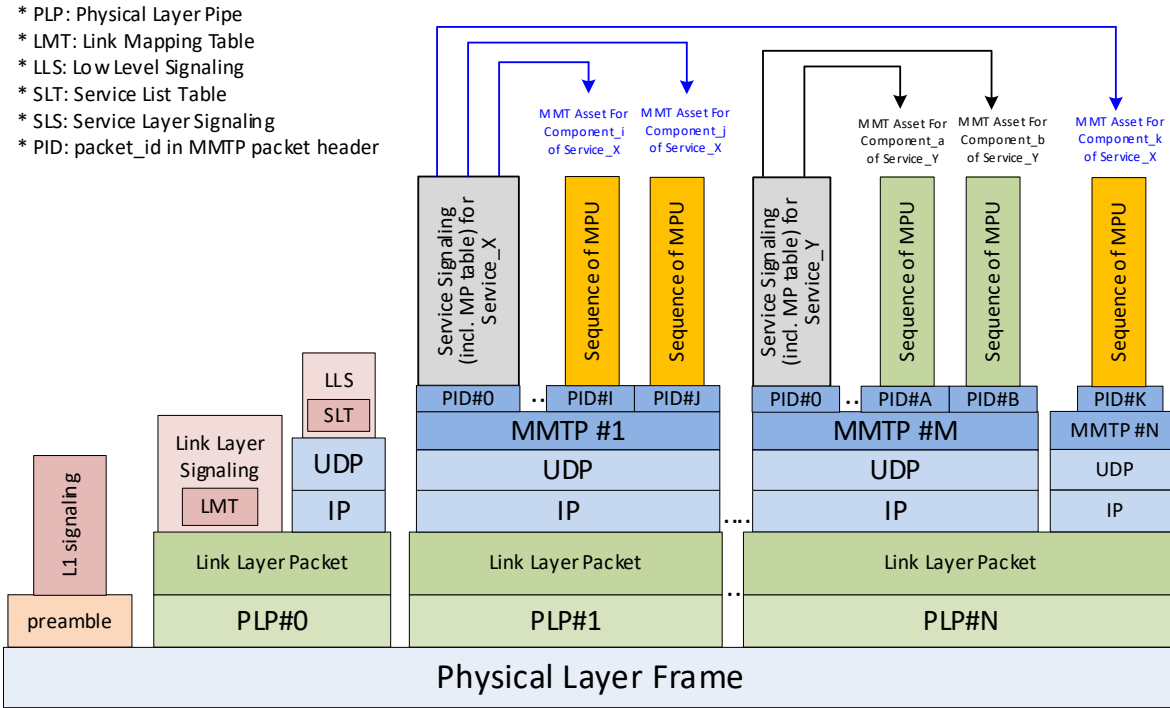 * PLP: Physical Layer Pipe
* LMT: Link Mapping Table
* LLS: Low Level Signaling
* SLT: Service List Table
* SLS: Service Layer Signaling
* PID: packet_id in MMTP packet header
MMT Asset For
Component_i
of Service_X
MMT Asset For
Component_j
of Service_X
MMT Asset For
Component_a
of Service_Y
MMT Asset For
Component_b
of Service_Y
MMT Asset For
Component_k
of Service_X
Service Signaling
(incl. MP table) for
Service_X
Sequence of MPU
Sequence of MPU
Service Signaling
(incl. MP table) for
Service_Y
Sequence of MPU
Sequence of MPU
Sequence of MPU
PID#0
..
PID#I
PID#J
PID#0
..
PID#A
PID#B
PID#K
MMTP #1
MMTP #M
MMTP #N
UDP
UDP
UDP
IP
....
IP
IP
LLS
SLT
UDP
IP
Link Layer
Signaling
LMT
L1 signaling
Link Layer Packet
Link Layer Packet
Link Layer Packet
preamble
PLP#0
PLP#1
..
PLP#N
Physical Layer Frame